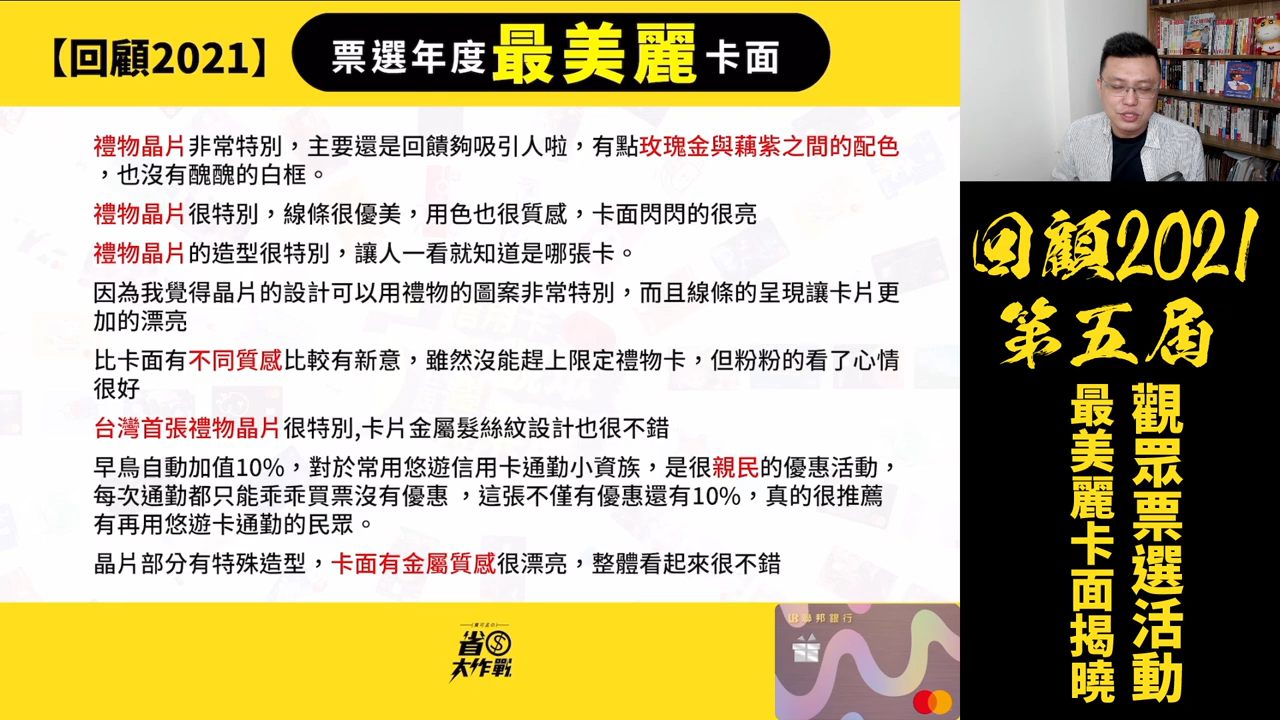 【回顧2021】
票選年度最美麗卡面
禮物晶片非常特別，主要還是回饋夠吸引人啦，有點玫瑰金與藕紫之間的配色
，也沒有醜醜的白框。
禮物晶片很特別，線條很優美，用色也很質感，卡面閃閃的很亮
禮物晶片的造型很特別，讓人一看就知道是哪張卡。
因為我覺得晶片的設計可以用禮物的圖案非常特別，而且線條的呈現讓卡片更
加的漂亮
比卡面有不同質感比較有新意，雖然沒能趕上限定禮物卡，但粉粉的看了心情
很好
台灣首張禮物晶片很特別,卡片金屬髮絲紋設計也很不錯
早鳥自動加值10%，對於常用悠遊信用卡通勤小資族，是很親民的優惠活動，
每次通勤都只能乖乖買票沒有優惠 ，這張不僅有優惠還有10%，真的很推薦
有再用悠遊卡通勤的民眾。
晶片部分有特殊造型，卡面有金屬質感很漂亮，整體看起來很不錯
省
大作戰
聯邦銀行
回顧2021
第五屆
觀眾票選活動
最美麗卡面揭曉